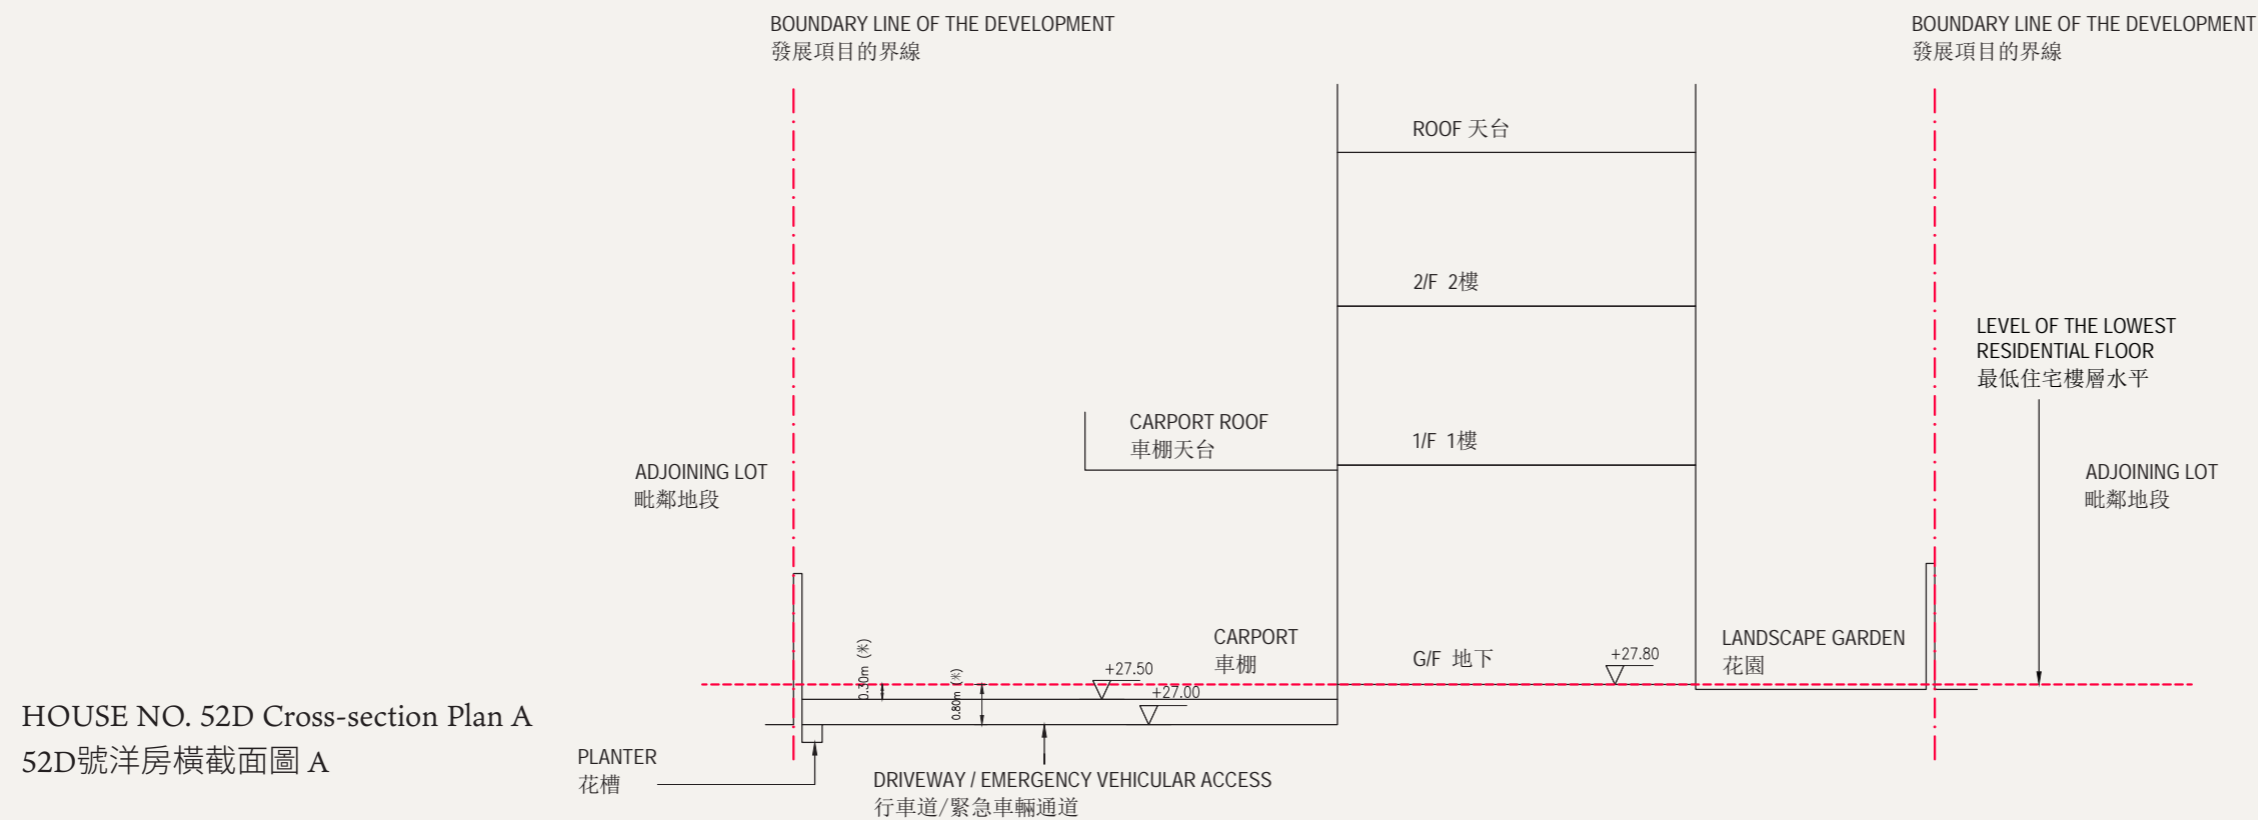 BOUNDARY LINE OF THE DEVELOPMENT
發展項目的界線
BOUNDARY LINE OF THE DEVELOPMENT
發展項目的界線
ROOF 天台
2/F 2樓
LEVEL OF THE LOWEST
RESIDENTIAL FLOOR
最低住宅樓層水平
CARPORT ROOF
車棚天台
1/F 1樓
ADJOINING LOT
毗鄰地段
ADJOINING LOT
毗鄰地段
CARPORT
車棚
G/F 地下
+27.80
LANDSCAPE GARDEN
花園
0.30m (米)
0.80m (米)
+27.50
+27.00
HOUSE NO. 52D Cross-section Plan A
52D號洋房橫截面圖 A
PLANTER
花槽
DRIVEWAY / EMERGENCY VEHICULAR ACCESS
行車道/緊急車輛通道